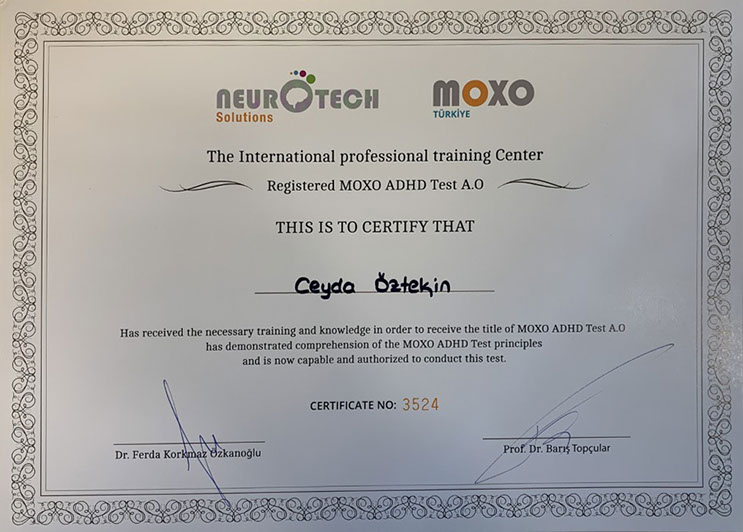 NEUROTECH
Solutions
MOXO
TÜRKİYE
The International professional training Center
Registered MOXO ADHD Test A.O
THIS IS TO CERTIFY THAT
Ceyda Öztekin
Has received the necessary training and knowledge in order to receive the title of MOXO ADHD Test A.O
has demonstrated comprehension of the MOXO ADHD Test principles
and is now capable and authorized to conduct this test.
CERTIFICATE NO: 3524
Dr. Ferda Korkmaz Özkanoğlu
Prof. Dr. Barış Topçular